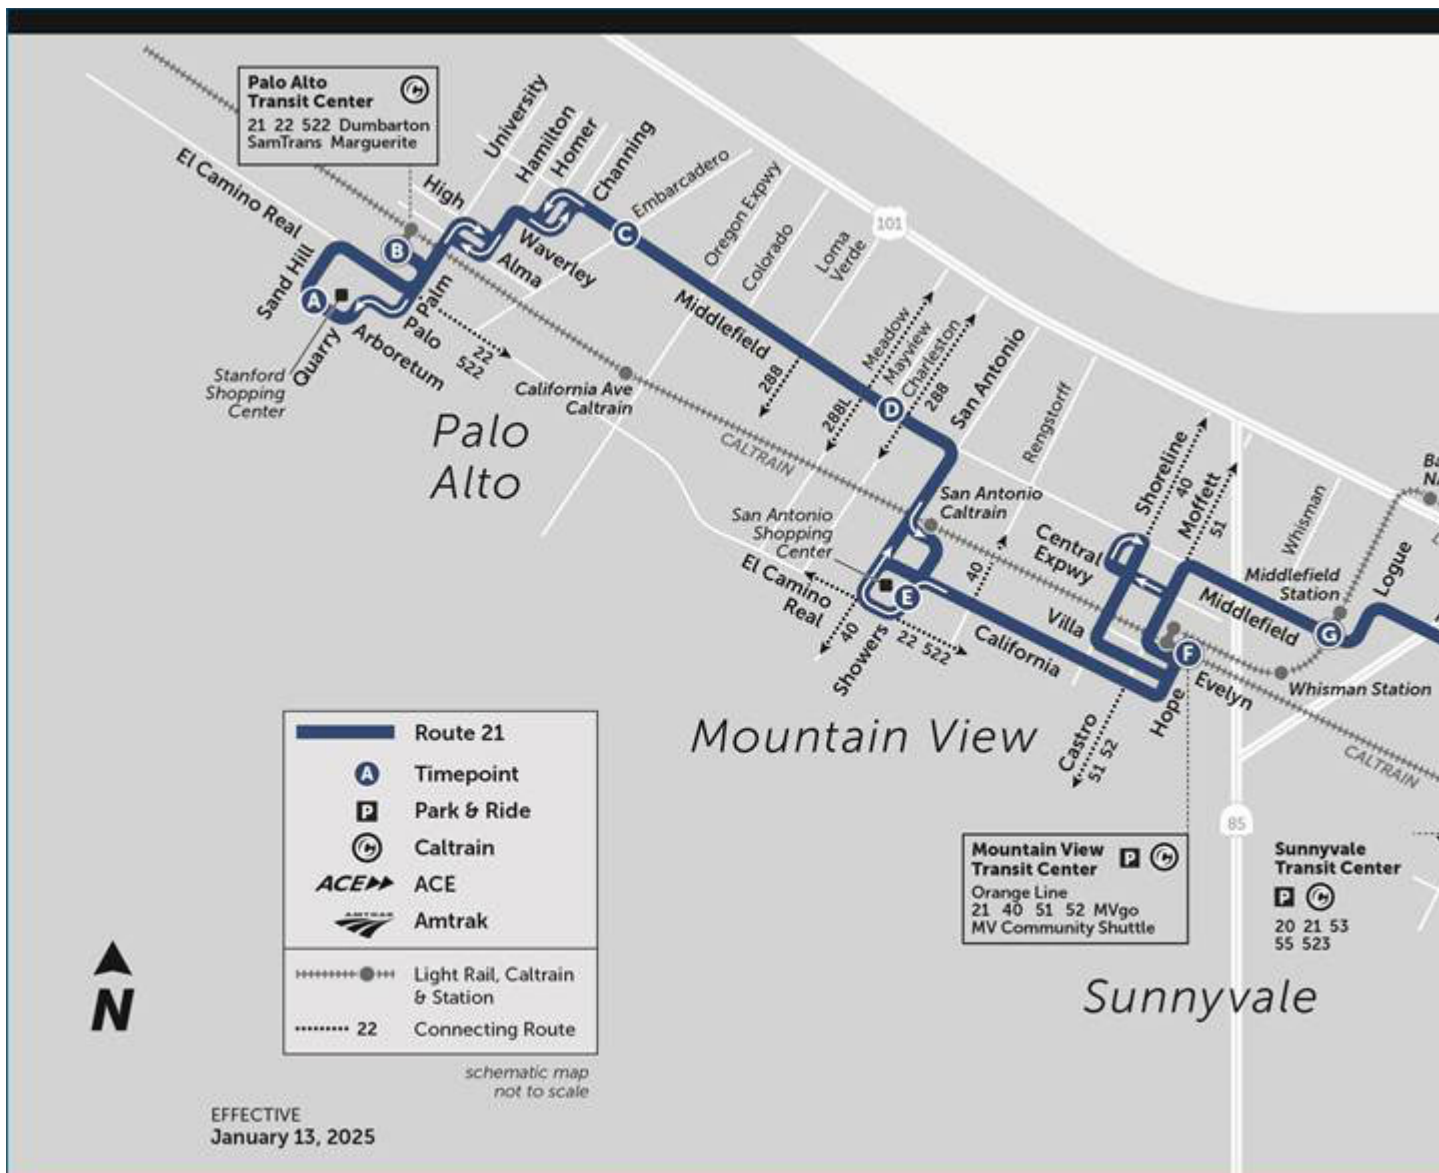 Palo Alto
Transit Center
21 22 522 Dumbarton
SamTrans Marguerite
El Camino Real
Sand Hill
High
University
Hamilton
Homer
Channing
Embarcadero
Oregon Expwy
Colorado
Loma
Verde
101
B
A
C
Waverley
Alma
Palm
Palo
Arboretum
Quarry
Stanford
Shopping
Center
22
522
Middlefield
California Ave
Caltrain
CALTRAIN
288
288L
Meadow
Mayview
Charleston
288
D
San Antonio
Rengstorff
Palo
Alto
San Antonio
Caltrain
San Antonio
Shopping
Center
El Camino
Real
40
E
Showers
22 522
California
40
Central
Expwy
Villa
Shoreline
40
Moffett
51
Whisman
Middlefield
Station
Logue
Middlefield
G
F
Evelyn
Hope
Castro
51 52
Whisman Station
CALTRAIN
Mountain View
85
Route 21
A Timepoint
P Park & Ride
Caltrain
ACE ACE
AMTRAK Amtrak
Light Rail, Caltrain
& Station
22 Connecting Route
schematic map
not to scale
N
EFFECTIVE
January 13, 2025
Mountain View
Transit Center
P
Orange Line
21 40 51 52 MVgo
MV Community Shuttle
Sunnyvale
Transit Center
P
20 21 53
55 523
Sunnyvale